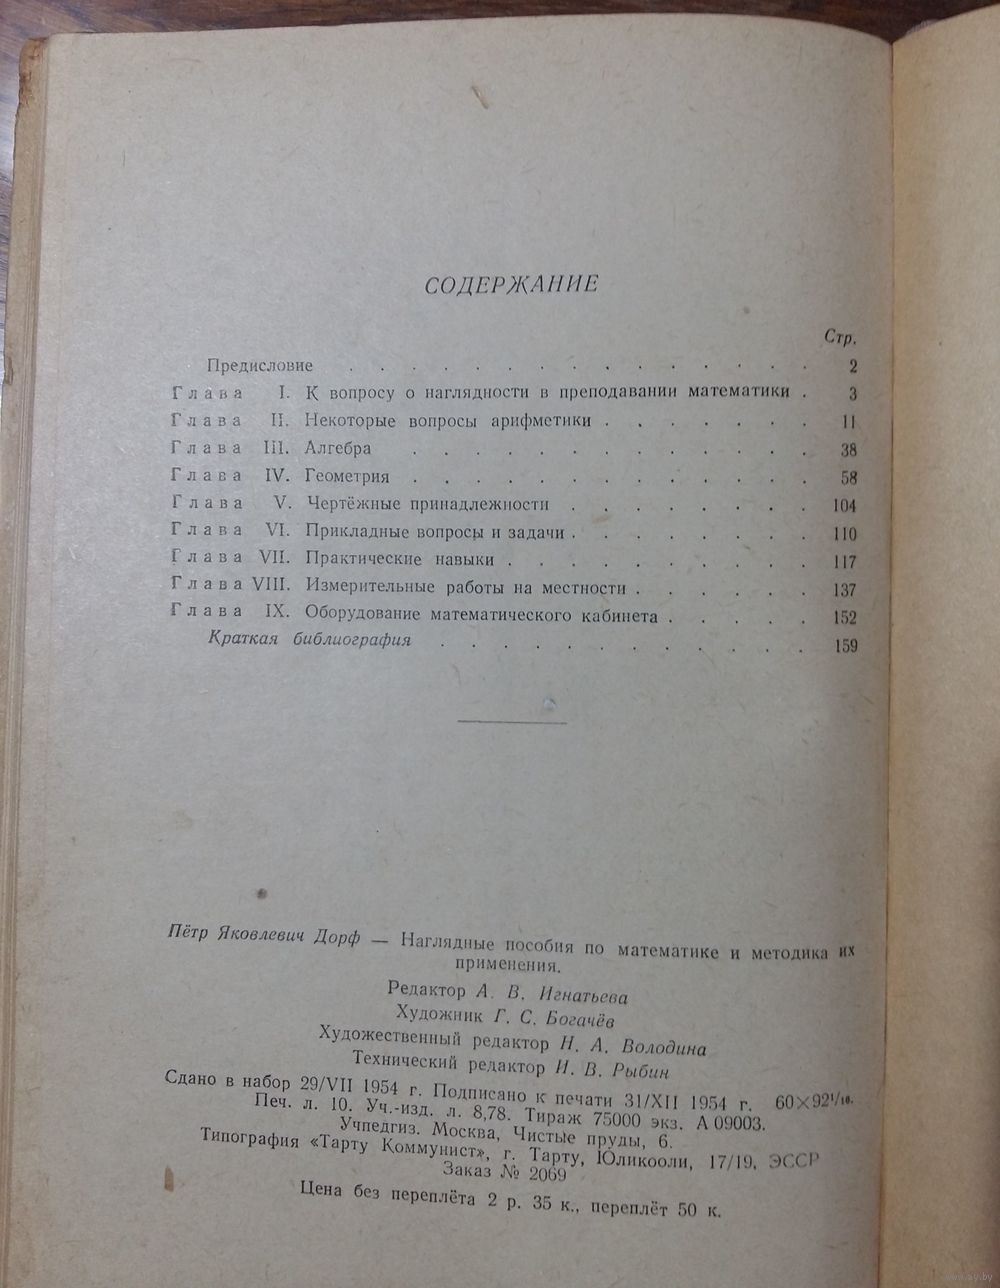 СОДЕРЖАНИЕ
Стр.
Предисловие . . . . . . . . . . . . . . . 2
Глава I. К вопросу о наглядности в преподавании математики . 3
Глава II. Некоторые вопросы арифметики . . . . . . . 11
Глава III. Алгебра . . . . . . . . . . . . . 38
Глава IV. Геометрия . . . . . . . . . . . . . 58
Глава V. Чертёжные принадлежности . . . . . . . . 104
Глава VI. Прикладные вопросы и задачи . . . . . . . . 110
Глава VII. Практические навыки . . . . . . . . . . 117
Глава VIII. Измерительные работы на местности . . . . . . 137
Глава IX. Оборудование математического кабинета . . . . . 152
Краткая библиография . . . . . . . . . . . . 159
Пётр Яковлевич Дорф — Наглядные пособия по математике и методика их
применения.
Редактор А. В. Игнатьева
Художник Г. С. Богачёв
Художественный редактор Н. А. Володина
Технический редактор И. В. Рыбин
Сдано в набор 29/VII 1954 г. Подписано к печати 31/XII 1954 г. 60×92¹/₁₆.
Печ. л. 10. Уч.-изд. л. 8,78. Тираж 75000 экз. А 09003.
Учпедгиз. Москва, Чистые пруды, 6.
Типография «Тарту Коммунист», г. Тарту, Юликооли, 17/19, ЭССР
Заказ № 2069
Цена без переплёта 2 р. 35 к., переплёт 50 к.
www.ay.by